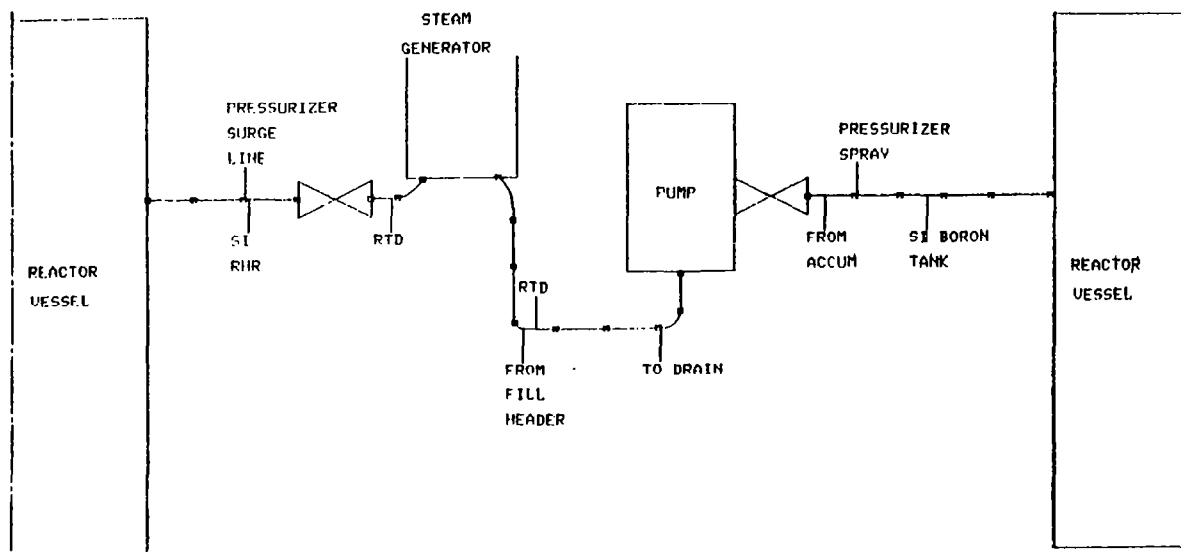 STEAM
GENERATOR
PRESSURIZER
SURGE
LINE
PRESSURIZER
SPRAY
PUMP
SI
RHR
RTD
FROM
ACCUM
SI BORON
TANK
REACTOR
VESSEL
REACTOR
VESSEL
RTD
FROM
FILL
HEADER
TO DRAIN